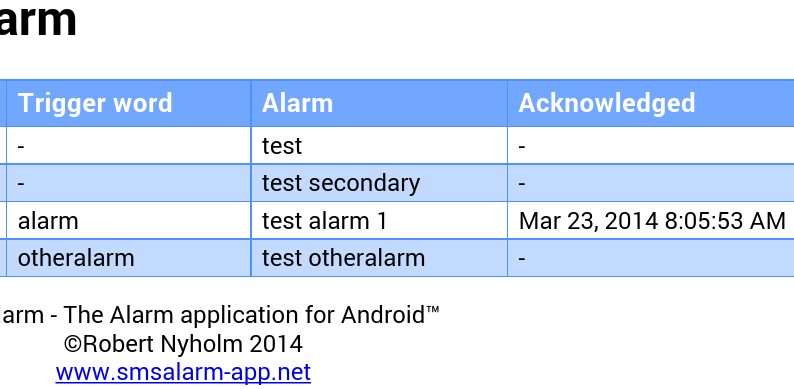 arm
Trigger word Alarm Acknowledged
- test -
- test secondary -
alarm test alarm 1 Mar 23, 2014 8:05:53 AM
otheralarm test otheralarm -
larm - The Alarm application for Android™
©Robert Nyholm 2014
www.smsalarm-app.net